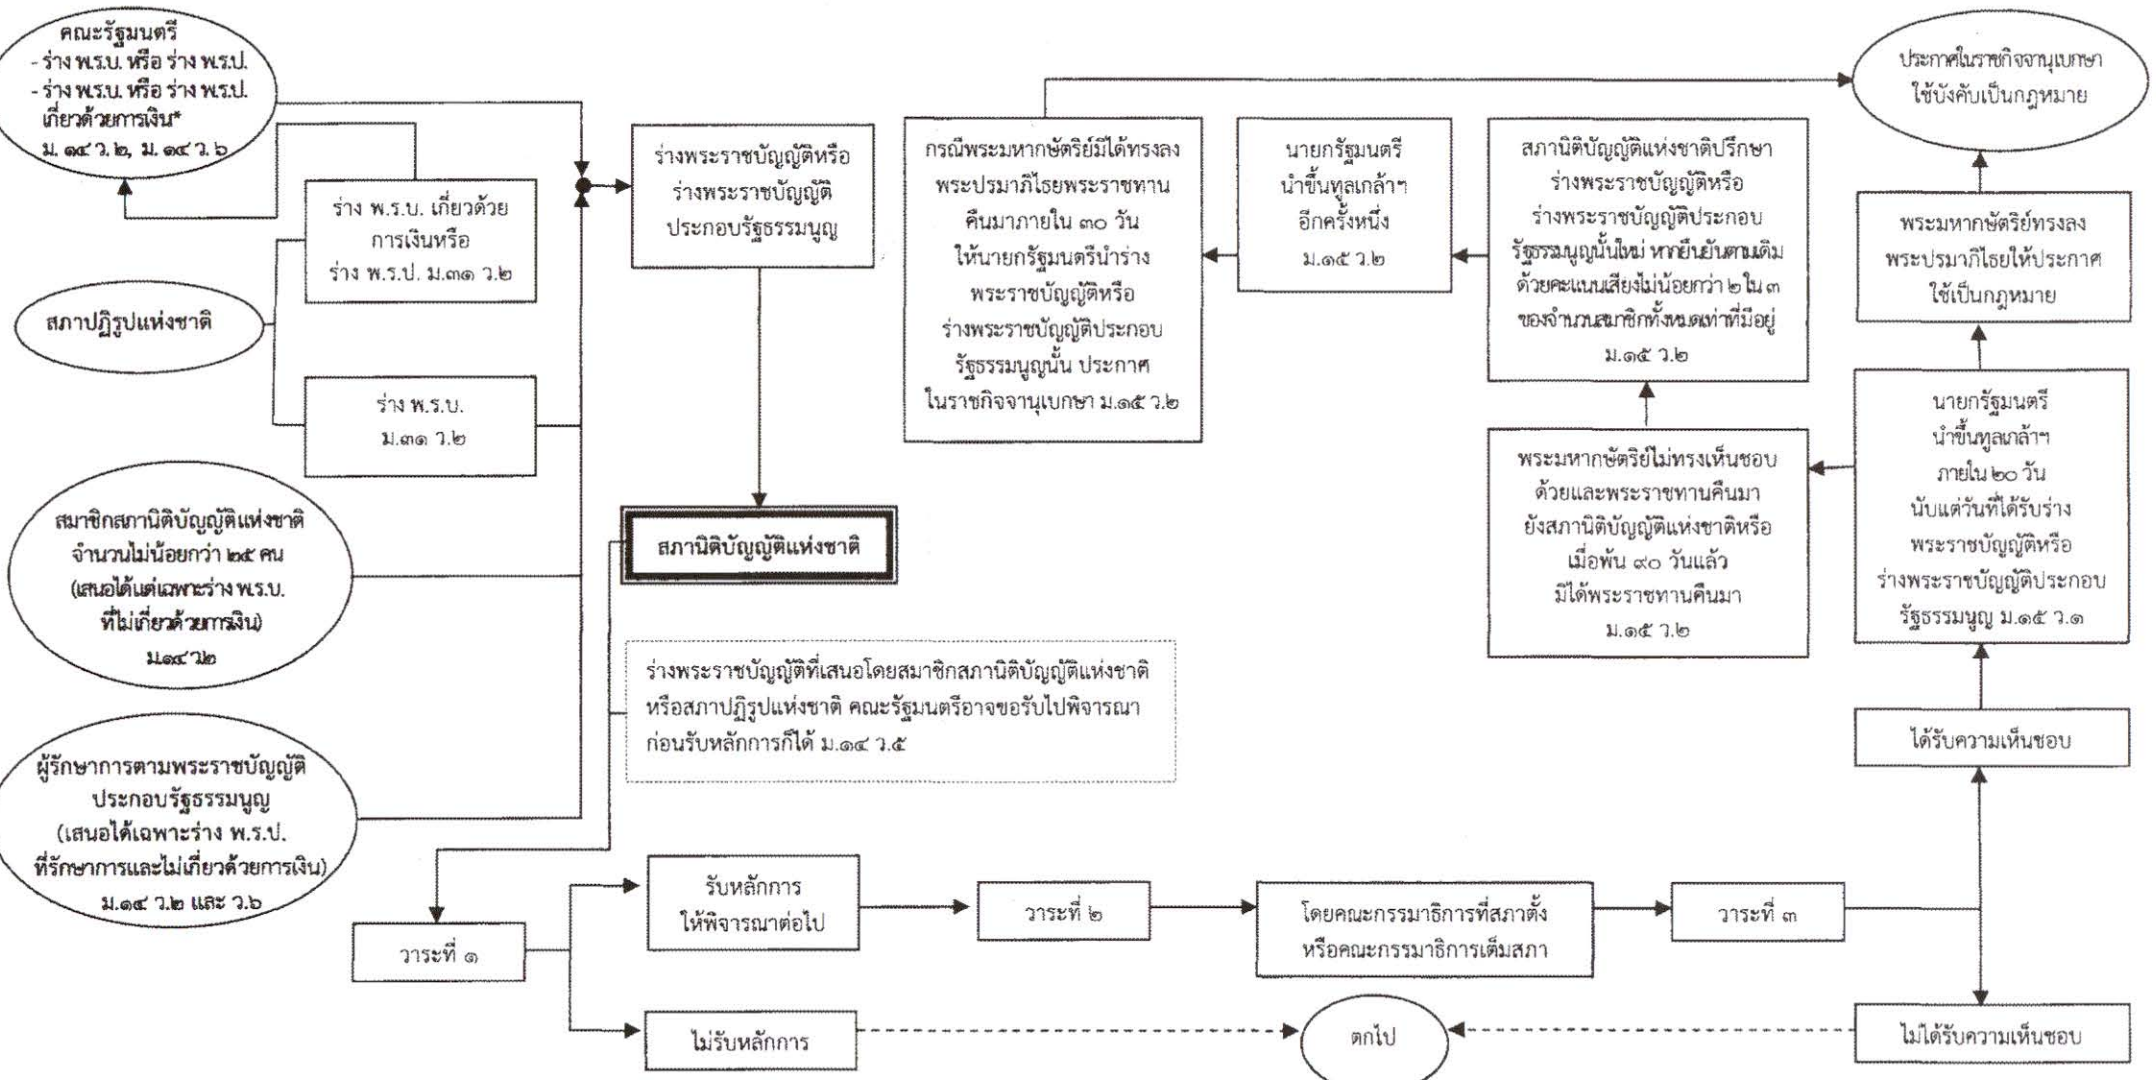 คณะรัฐมนตรี
- ร่าง พ.ร.บ. หรือ ร่าง พ.ร.ป.
- ร่าง พ.ร.บ. หรือ ร่าง พ.ร.ป.
เกี่ยวด้วยการเงิน*
ม. ๑๔ ว. ๒, ม. ๑๔ ว. ๖
ร่าง พ.ร.บ. เกี่ยวด้วย
การเงินหรือ
ร่าง พ.ร.ป. ม.๓๑ ว.๒
สภาปฏิรูปแห่งชาติ
ร่าง พ.ร.บ.
ม.๓๑ ว.๒
สมาชิกสภานิติบัญญัติแห่งชาติ
จำนวนไม่น้อยกว่า ๒๕ คน
(เสนอได้แต่เฉพาะร่าง พ.ร.บ.
ที่ไม่เกี่ยวด้วยการเงิน)
ม.๑๔ ว๒
ผู้รักษาการตามพระราชบัญญัติ
ประกอบรัฐธรรมนูญ
(เสนอได้เฉพาะร่าง พ.ร.ป.
ที่รักษาการและไม่เกี่ยวด้วยการเงิน)
ม.๑๔ ว.๒ และ ว.๖
ร่างพระราชบัญญัติหรือ
ร่างพระราชบัญญัติ
ประกอบรัฐธรรมนูญ
สภานิติบัญญัติแห่งชาติ
ร่างพระราชบัญญัติที่เสนอโดยสมาชิกสภานิติบัญญัติแห่งชาติ
หรือสภาปฏิรูปแห่งชาติ คณะรัฐมนตรีอาจขอรับไปพิจารณา
ก่อนรับหลักการก็ได้ ม.๑๔ ว.๕
วาระที่ ๑
รับหลักการ
ให้พิจารณาต่อไป
ไม่รับหลักการ
วาระที่ ๒
โดยคณะกรรมาธิการที่สภาตั้ง
หรือคณะกรรมาธิการเต็มสภา
วาระที่ ๓
ตกไป
ไม่ได้รับความเห็นชอบ
ได้รับความเห็นชอบ
นายกรัฐมนตรี
นำขึ้นทูลเกล้าฯ
ภายใน ๒๐ วัน
นับแต่วันที่ได้รับร่าง
พระราชบัญญัติหรือ
ร่างพระราชบัญญัติประกอบ
รัฐธรรมนูญ ม.๑๕ ว.๑
พระมหากษัตริย์ทรงลง
พระปรมาภิไธยให้ประกาศ
ใช้เป็นกฎหมาย
ประกาศในราชกิจจานุเบกษา
ใช้บังคับเป็นกฎหมาย
พระมหากษัตริย์ไม่ทรงเห็นชอบ
ด้วยและพระราชทานคืนมา
ยังสภานิติบัญญัติแห่งชาติหรือ
เมื่อพ้น ๙๐ วันแล้ว
มิได้พระราชทานคืนมา
ม.๑๕ ว.๒
สภานิติบัญญัติแห่งชาติปรึกษา
ร่างพระราชบัญญัติหรือ
ร่างพระราชบัญญัติประกอบ
รัฐธรรมนูญนั้นใหม่ หากยืนยันตามเดิม
ด้วยคะแนนเสียงไม่น้อยกว่า ๒ ใน ๓
ของจำนวนสมาชิกทั้งหมดเท่าที่มีอยู่
ม.๑๕ ว.๒
นายกรัฐมนตรี
นำขึ้นทูลเกล้าฯ
อีกครั้งหนึ่ง
ม.๑๕ ว.๒
กรณีพระมหากษัตริย์มิได้ทรงลง
พระปรมาภิไธยพระราชทาน
คืนมาภายใน ๓๐ วัน
ให้นายกรัฐมนตรีนำร่าง
พระราชบัญญัติหรือ
ร่างพระราชบัญญัติประกอบ
รัฐธรรมนูญนั้น ประกาศ
ในราชกิจจานุเบกษา ม.๑๕ ว.๒